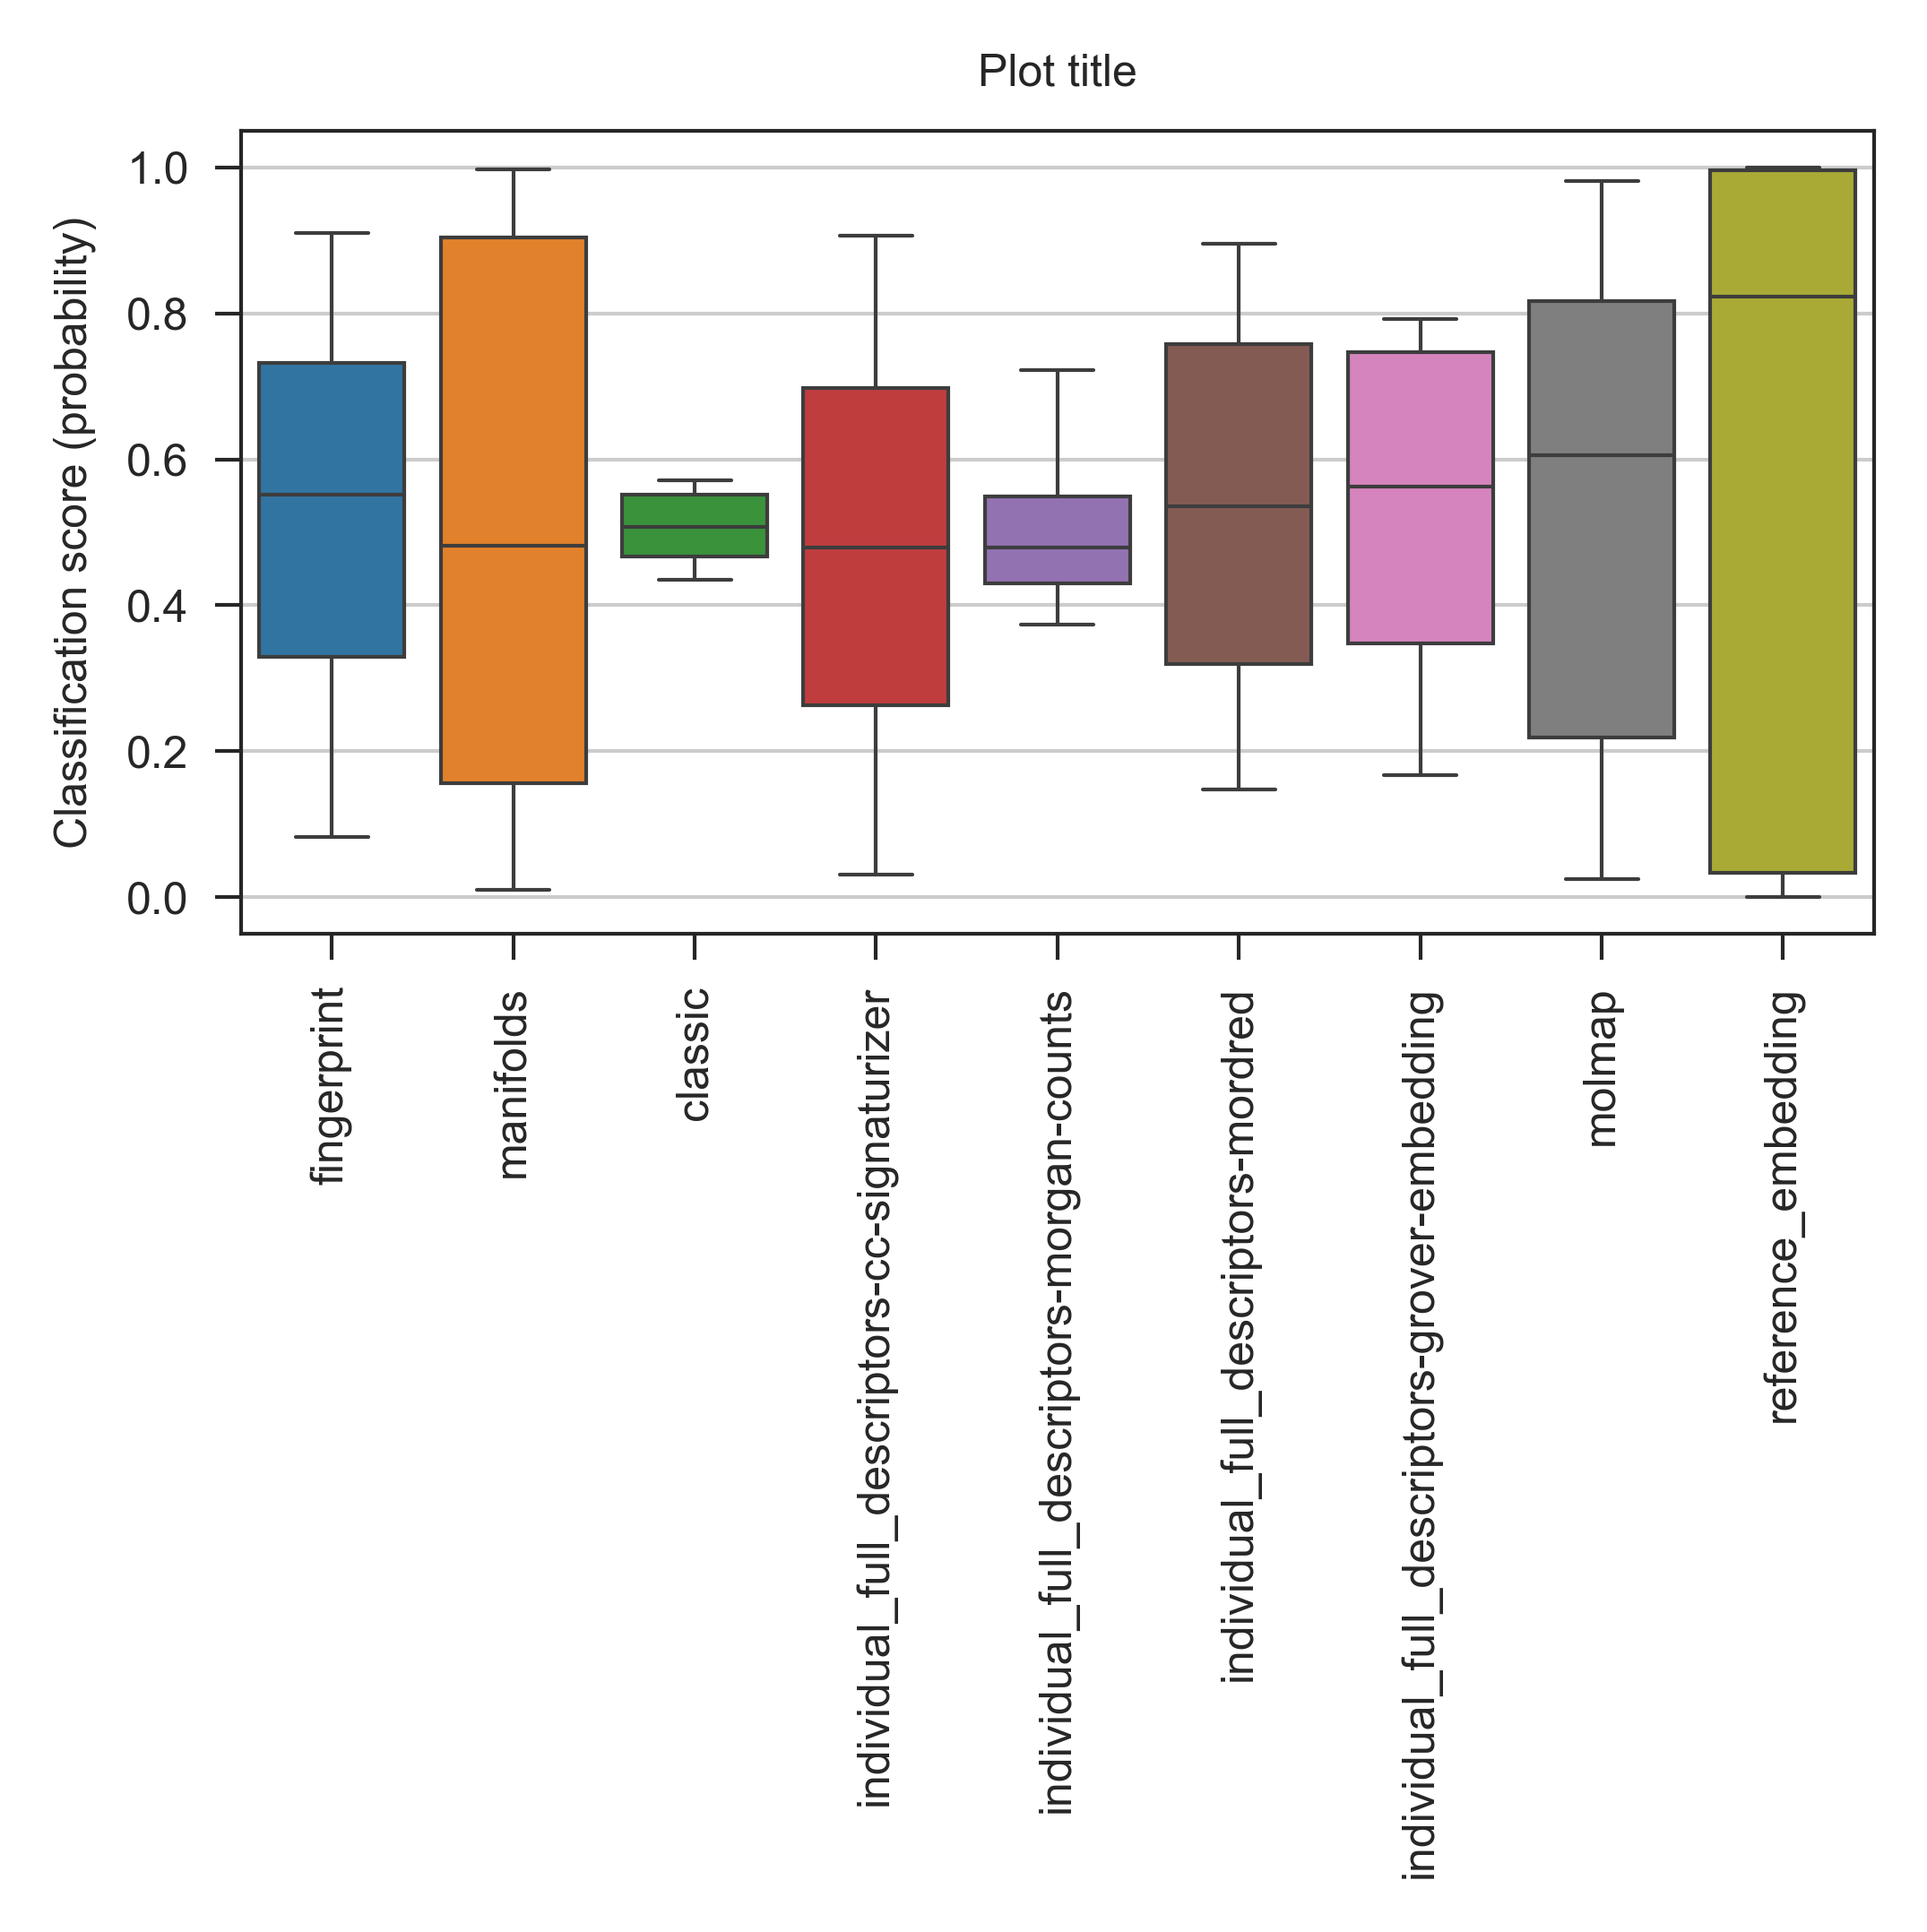 Plot title
Classification score (probability)
1.0
0.8
0.6
0.4
0.2
0.0
fingerprint
manifolds
classic
individual_full_descriptors-cc-signaturizer
individual_full_descriptors-morgan-counts
individual_full_descriptors-mordred
individual_full_descriptors-grover-embedding
molmap
reference_embedding